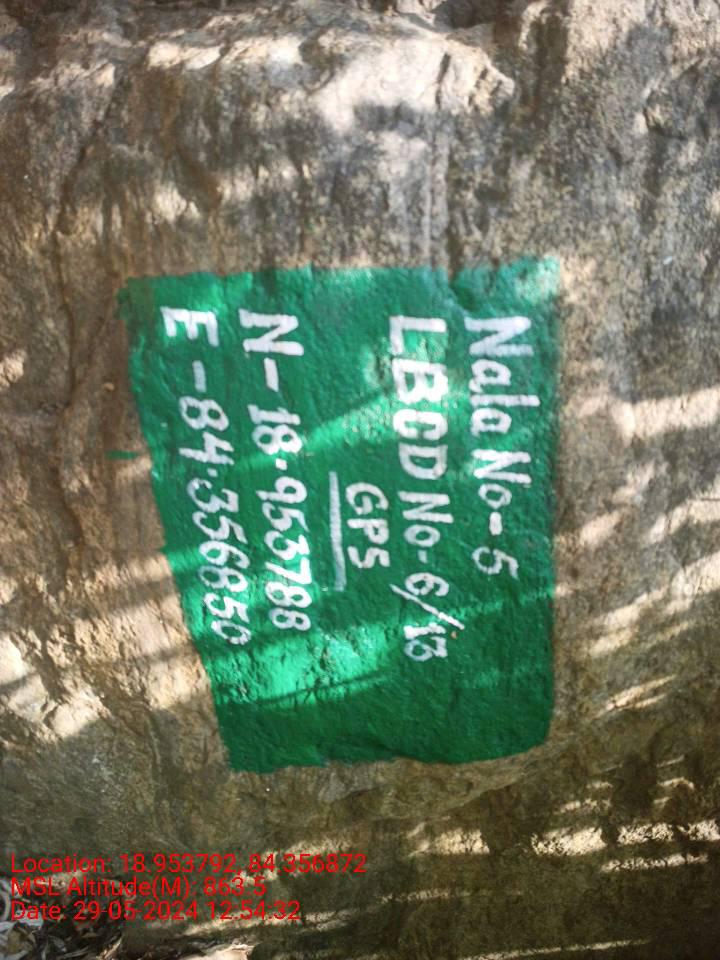 Nala No-5
LBCD No-6/13
GPS
N-18.953788
E-84.356850
Location: 18.953792, 84.356872
MSL Altitude(M): 863.5
Date: 29-05-2024 12:54:32